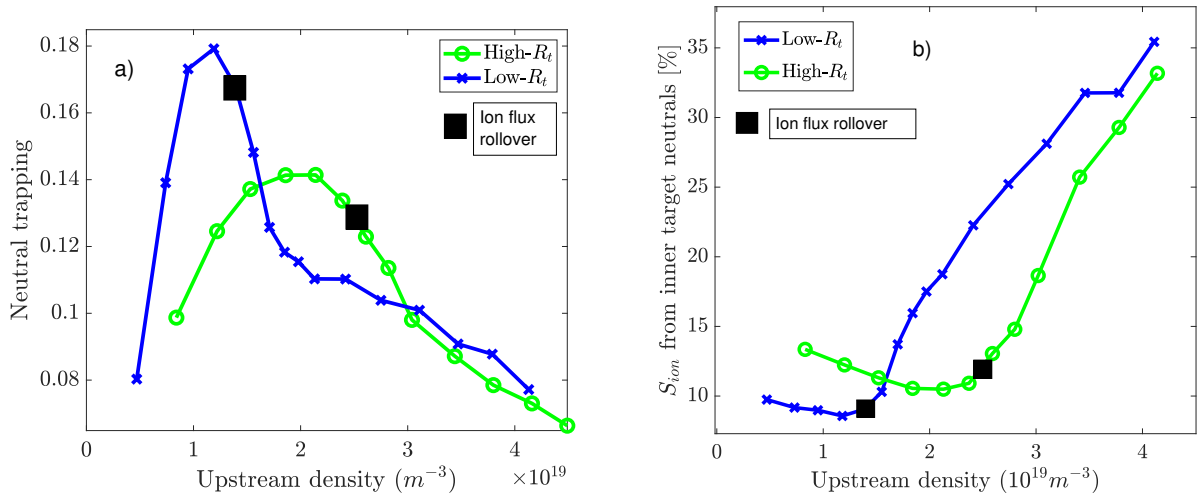 a)
High-$R_t$
Low-$R_t$
Ion flux
rollover
0.18
0.16
0.14
0.12
0.1
0.08
Neutral trapping
0
1
2
3
4
×10^{19}
Upstream density ($m^{-3}$)
b)
Low-$R_t$
High-$R_t$
Ion flux rollover
35
30
25
20
15
10
$S_{ion}$ from inner target neutrals [%]
1
2
3
4
Upstream density ($10^{19}m^{-3}$)